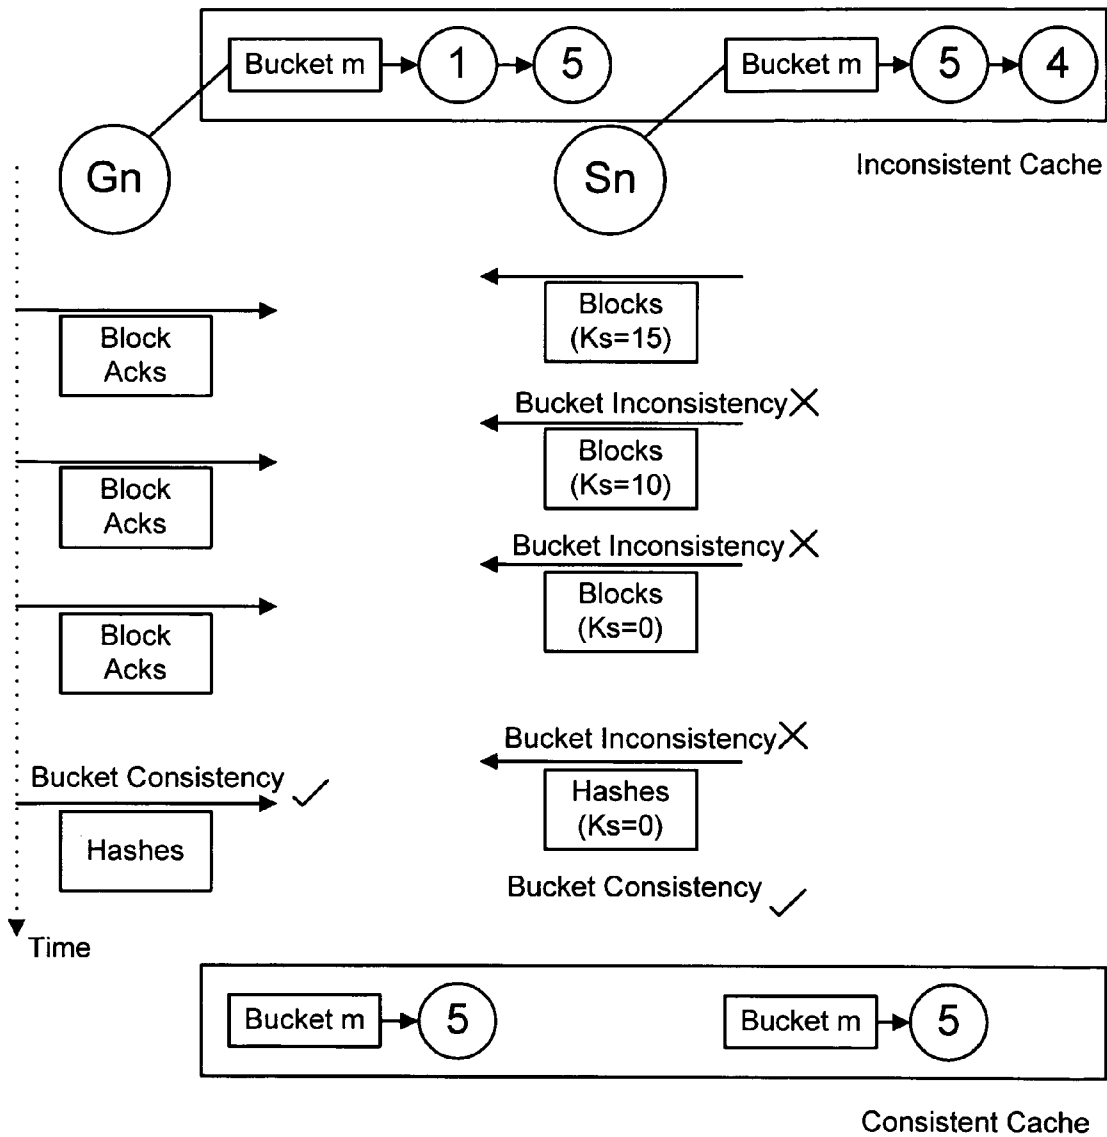 Bucket m 1 5 Bucket m 5 4
Inconsistent Cache
Gn Sn
Blocks
(Ks=15)
Block
Acks
Bucket Inconsistency
Blocks
(Ks=10)
Block
Acks
Bucket Inconsistency
Blocks
(Ks=0)
Block
Acks
Bucket Inconsistency
Bucket Consistency
Hashes
(Ks=0)
Hashes
Bucket Consistency
Time
Bucket m 5 Bucket m 5
Consistent Cache